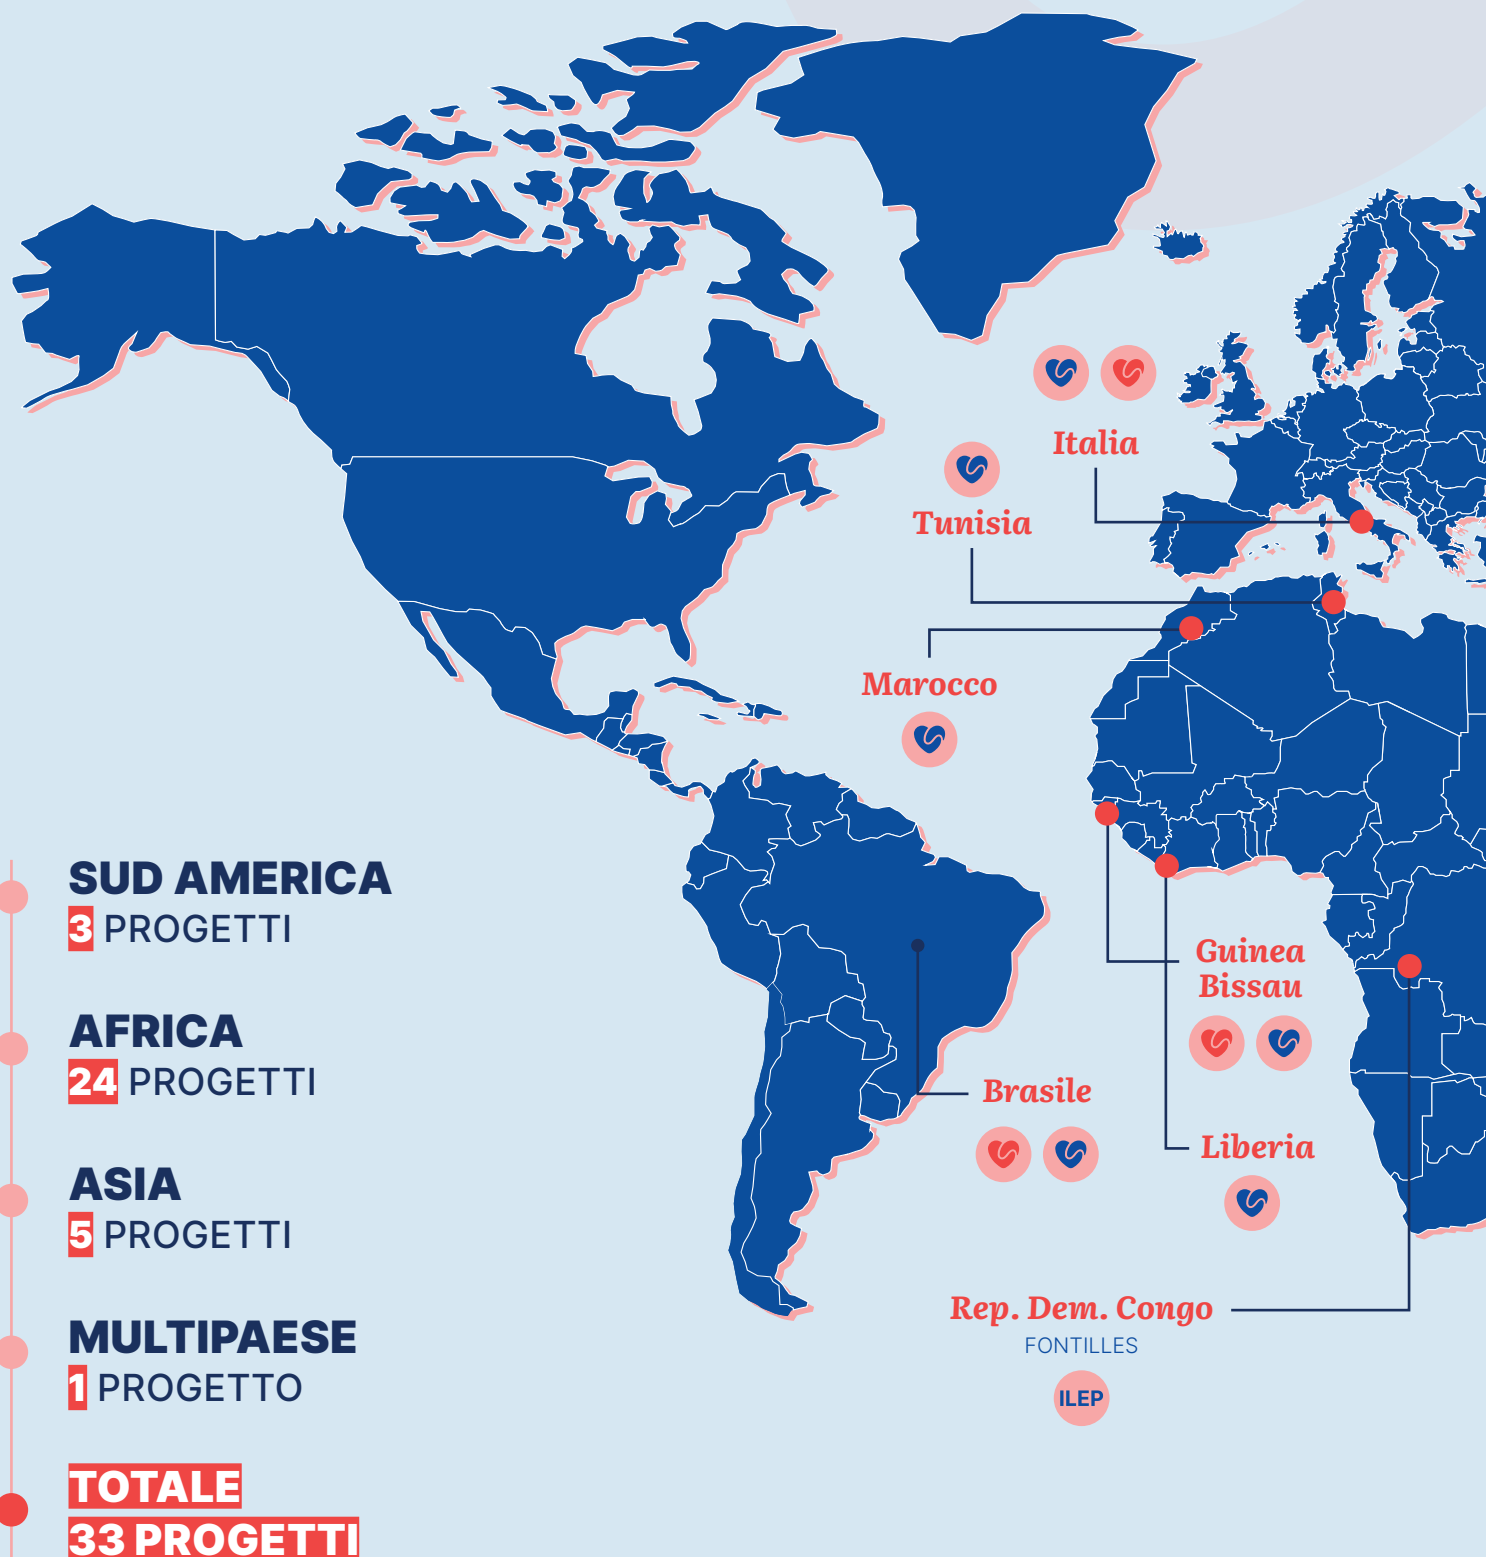 Italia
Tunisia
Marocco
SUD AMERICA
3 PROGETTI
AFRICA
24 PROGETTI
ASIA
5 PROGETTI
MULTIPAESE
1 PROGETTO
TOTALE
33 PROGETTI
Guinea
Bissau
Brasile
Liberia
Rep. Dem. Congo
FONTILLES
ILEP